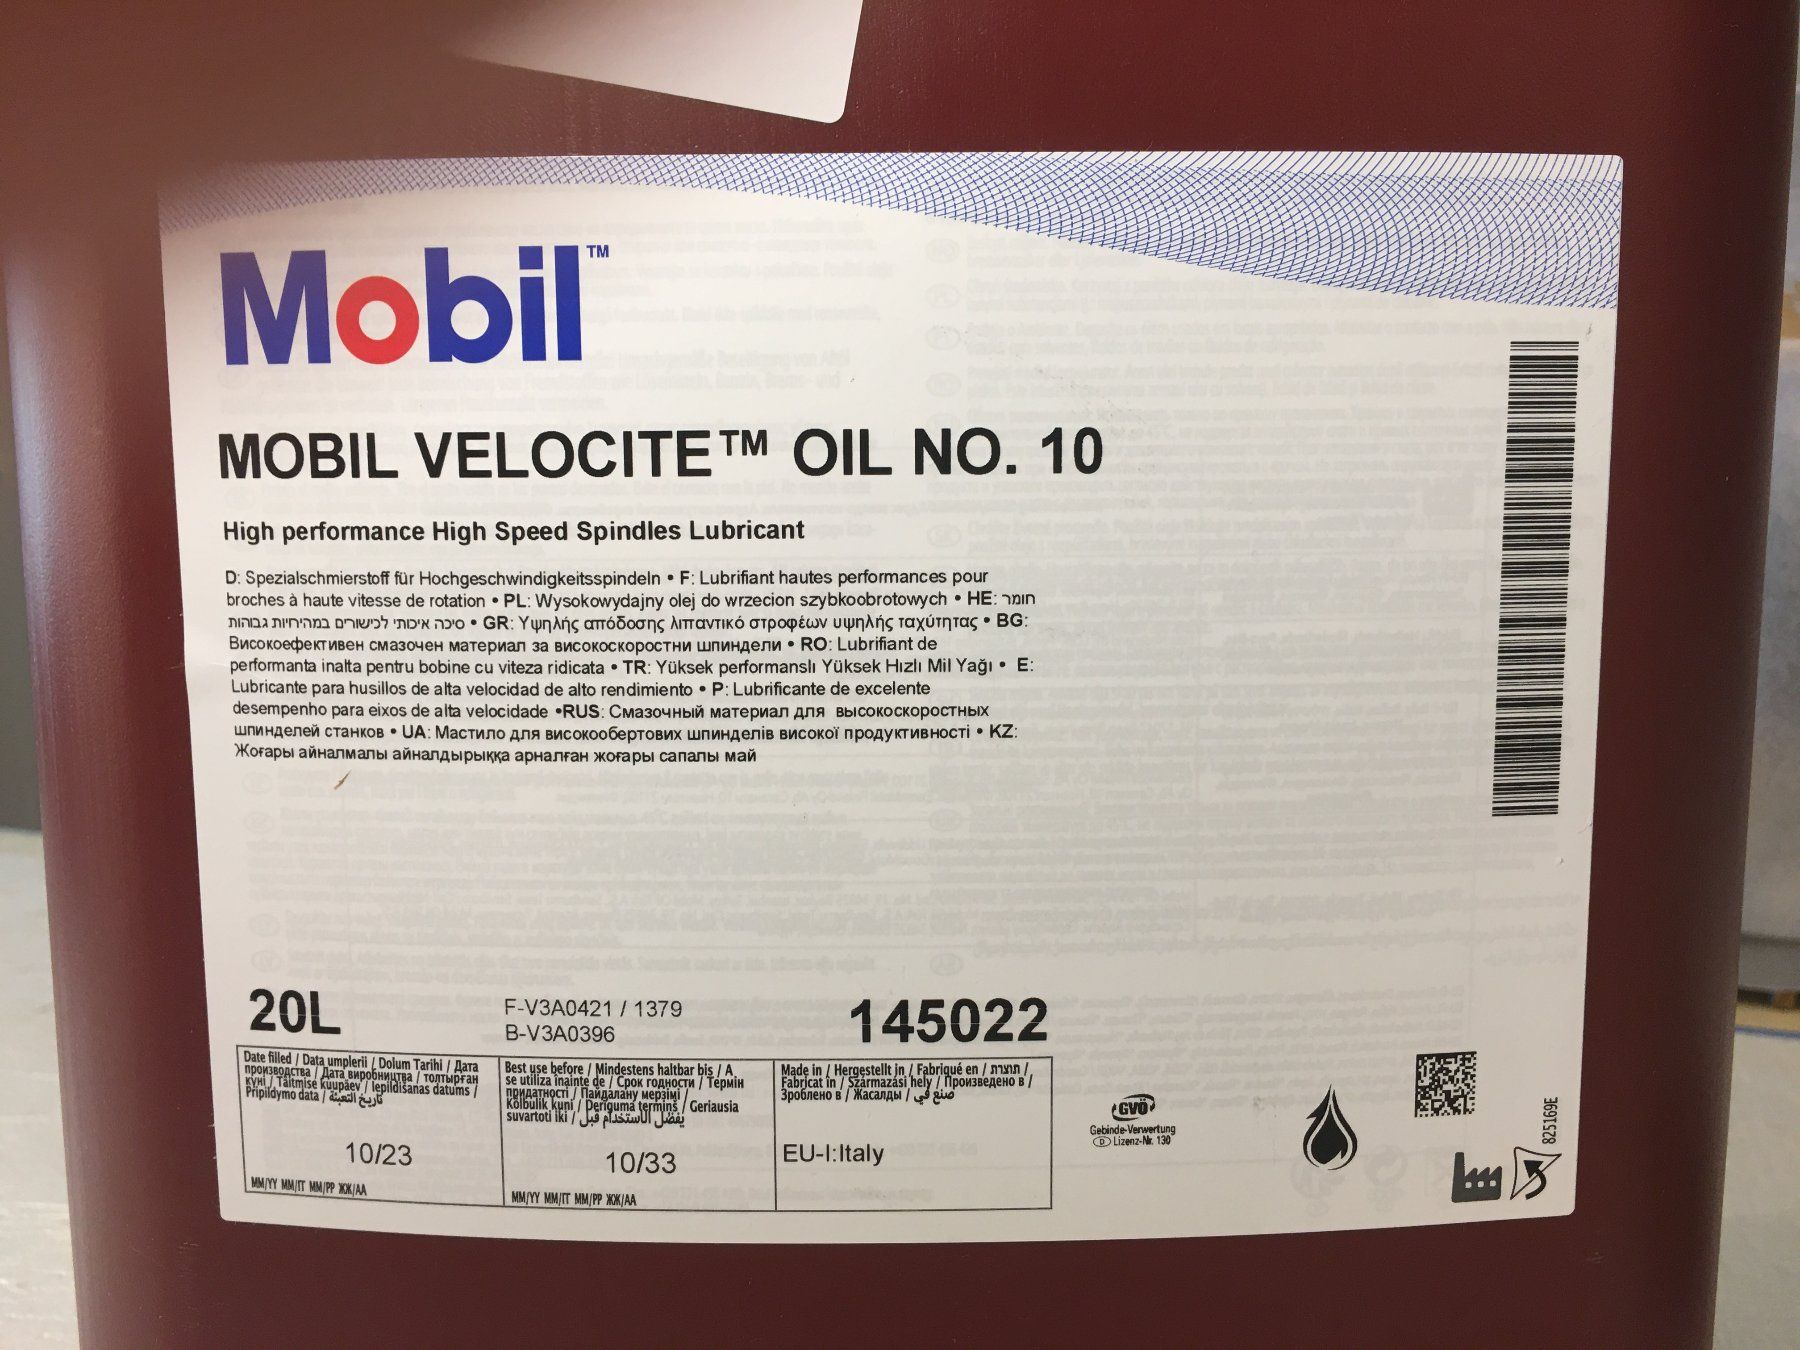 Mobil™
MOBIL VELOCITE™ OIL NO. 10
High performance High Speed Spindles Lubricant
D: Spezialschmierstoff für Hochgeschwindigkeitsspindeln • F: Lubrifiant hautes performances pour
broches à haute vitesse de rotation • PL: Wysokowydajny olej do wrzecion szybkoobrotowych • HE: חומר
סיכה איכותי לכישורים במהירויות גבוהות • GR: Υψηλής απόδοσης λιπαντικό στροφέων υψηλής ταχύτητας • BG:
Високоефективен смазочен материал за високоскоростни шпиндели • RO: Lubrifiant de
performanta inalta pentru bobine cu viteza ridicata • TR: Yüksek performanslı Yüksek Hızlı Mil Yağı • E:
Lubricante para husillos de alta velocidad de alto rendimiento • P: Lubrificante de excelente
desempenho para eixos de alta velocidade •RUS: Смазочный материал для высокоскоростных
шпинделей станков • UA: Мастило для високообертових шпинделів високої продуктивності • KZ:
Жоғары айналмалы айналдырыққа арналған жоғары сапалы май
20L
F-V3A0421 / 1379
B-V3A0396
145022
Date filled / Data umplerii / Dolum Tarihi / Дата
производства / Дата виробництва / толтырған
күні / Täitmise kuupäev / Iepildīšanas datums /
Pripildymo data / تاريخ التعبئة
10/23
MM/YY MM/ГГ MM/PP ЖЖ/АА
Best use before / Mindestens haltbar bis / A
se utiliza înainte de / Срок годности / Термін
придатності / Пайдалану мерзімі /
Kõlbulik kuni / Derīguma termiņš / Geriausia
suvartoti iki / يفضل الاستخدام قبل
10/33
MM/YY MM/ГГ MM/PP ЖЖ/АА
Made in / Hergestellt in / Fabriqué en / תוצרת /
Fabricat in / Származási hely / Произведено в /
Зроблено в / Жасалды / صنع في
EU-I:Italy
GVÖ
Gebinde-Verwertung
D Lizenz-Nr. 130
825169E